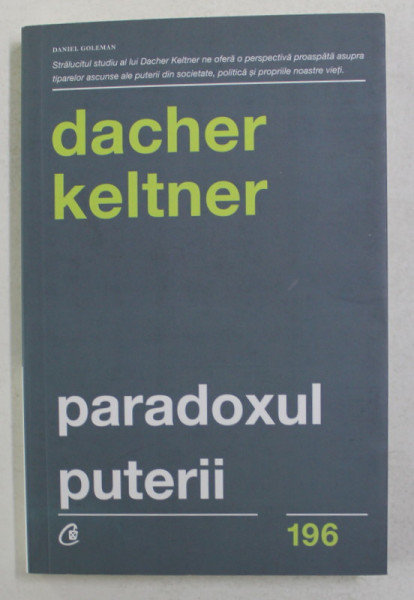 DANIEL GOLEMAN
Strălucitul studiu al lui Dacher Keltner ne oferă o perspectivă proaspătă asupra
tiparelor ascunse ale puterii din societate, politică și propriile noastre vieți.
dacher
keltner
paradoxul
puterii
196